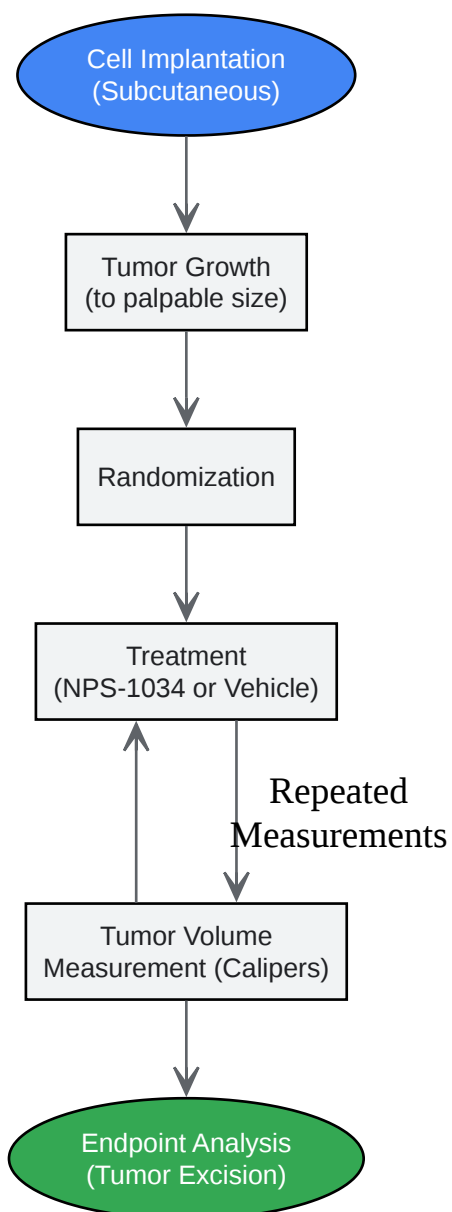 Cell Implantation
(Subcutaneous)
Tumor Growth
(to palpable size)
Randomization
Treatment
(NPS-1034 or Vehicle)
Repeated
Measurements
Tumor Volume
Measurement (Calipers)
Endpoint Analysis
(Tumor Excision)